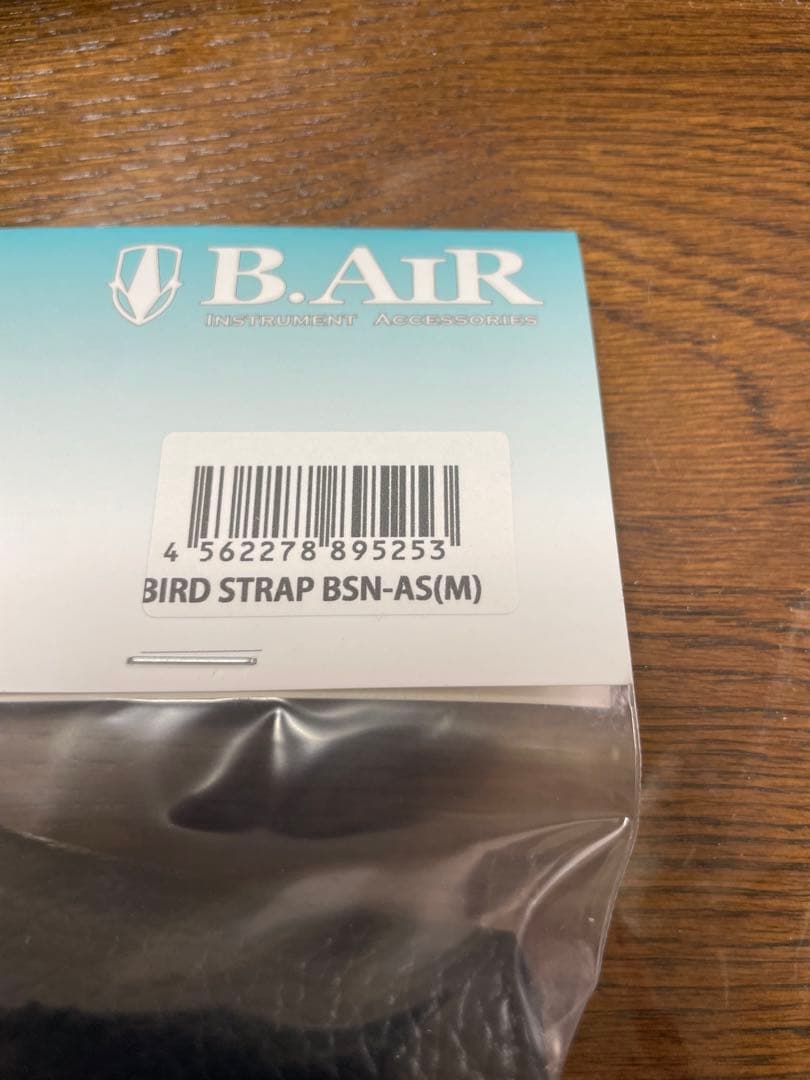 B.AIR
INSTRUMENT ACCESSORIES
4 562278 895253
BIRD STRAP BSN-AS(M)